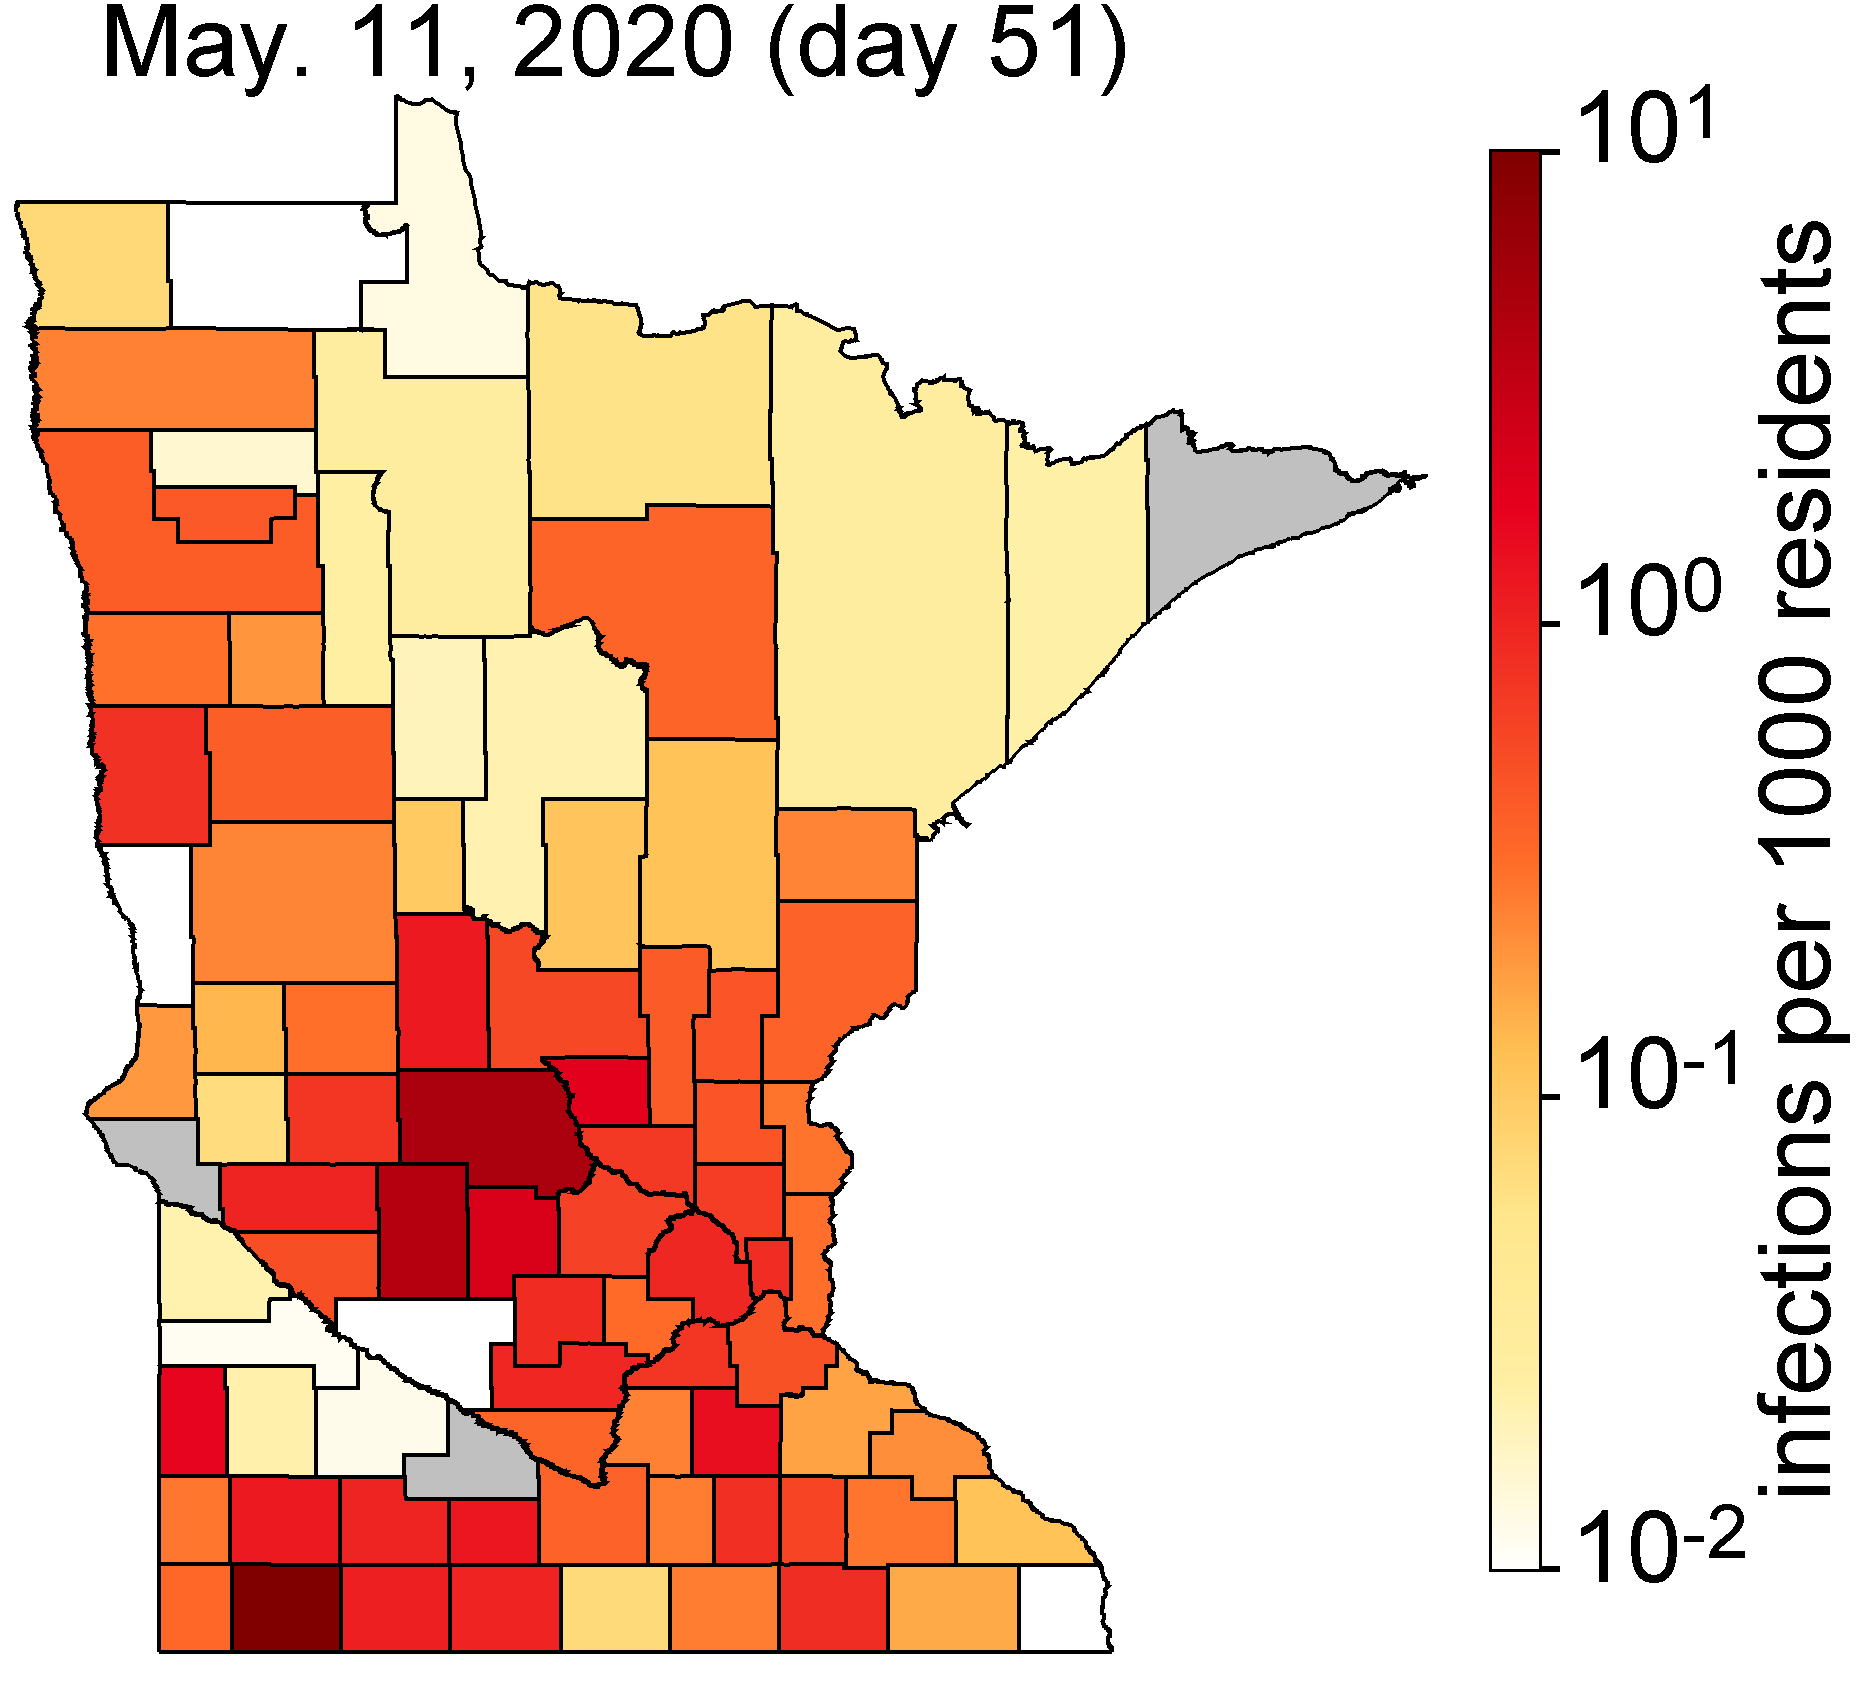 May. 11, 2020 (day 51)
10¹
10⁰
10⁻¹
10⁻²
infections per 1000 residents